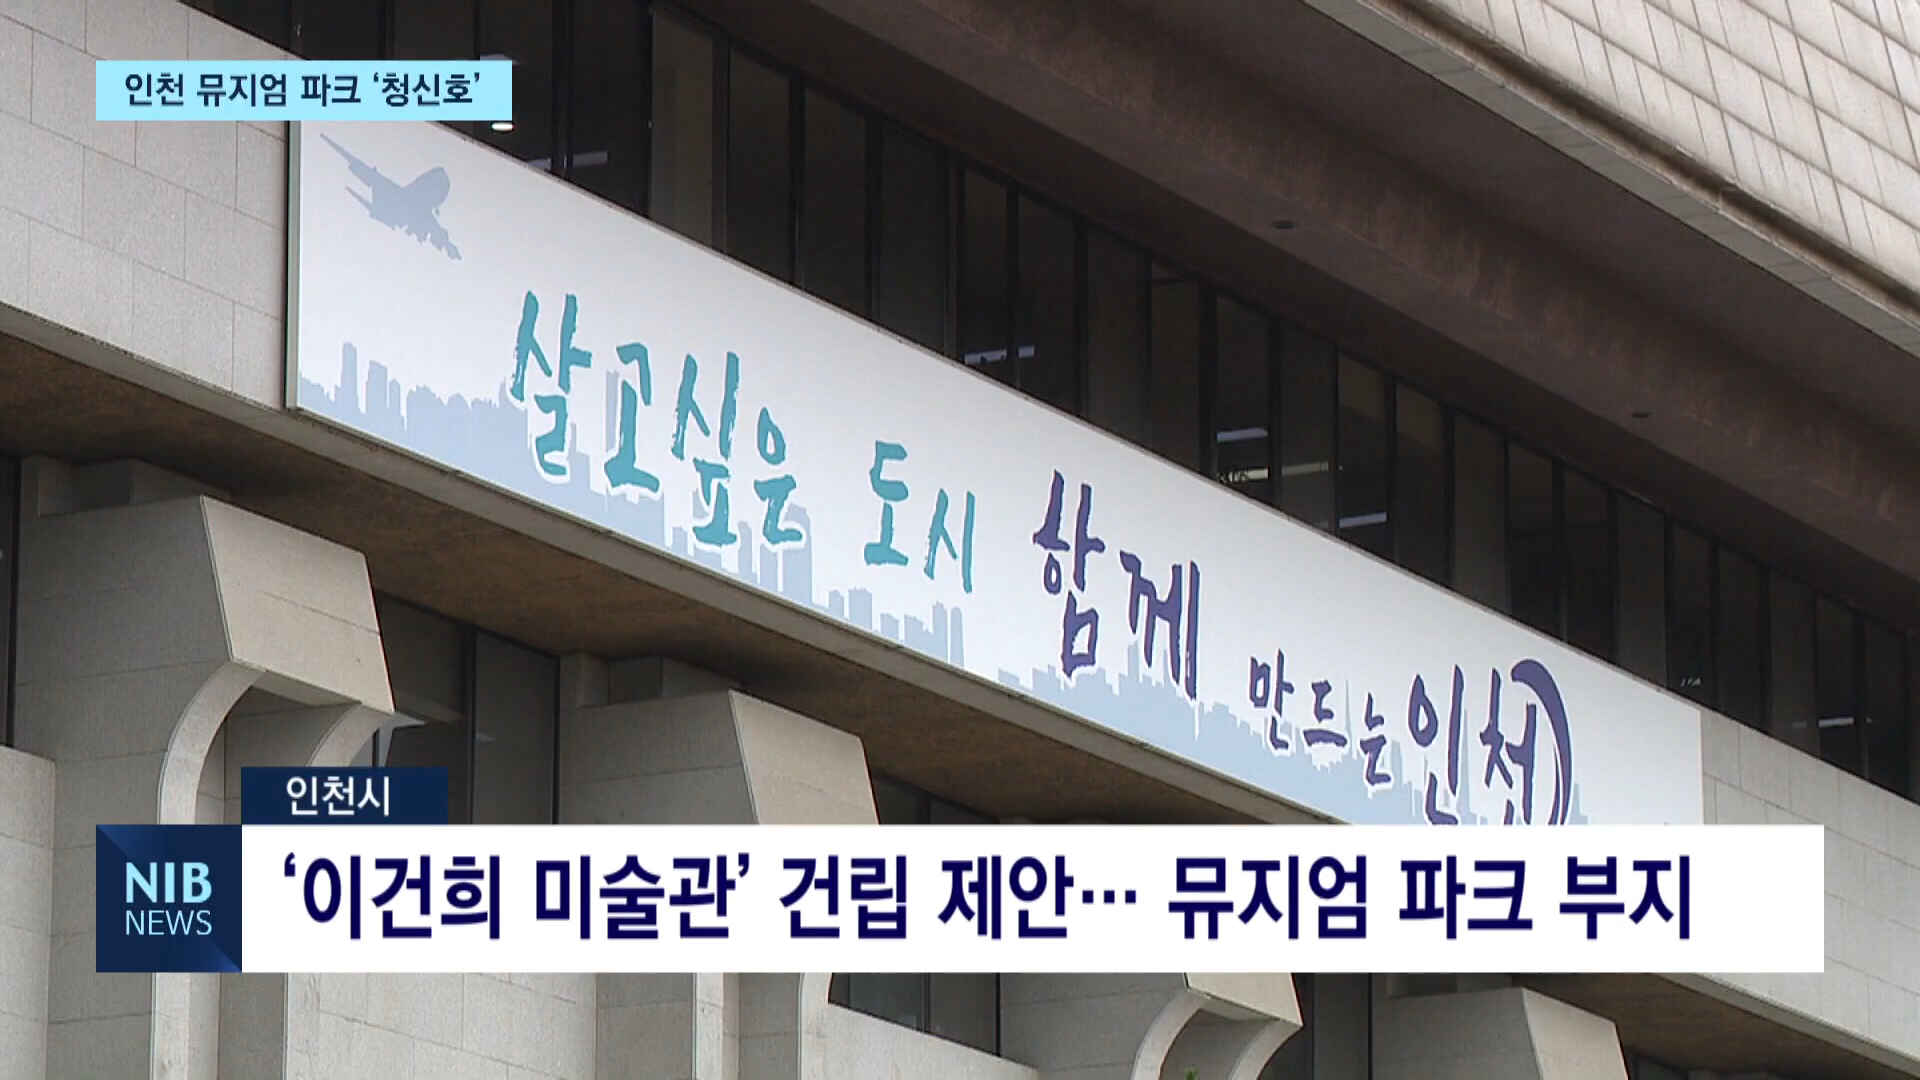 인천 뮤지엄 파크 ‘청신호’
살고싶은 도시 함께 만드는 인천
인천시
NIB
NEWS
‘이건희 미술관’ 건립 제안… 뮤지엄 파크 부지